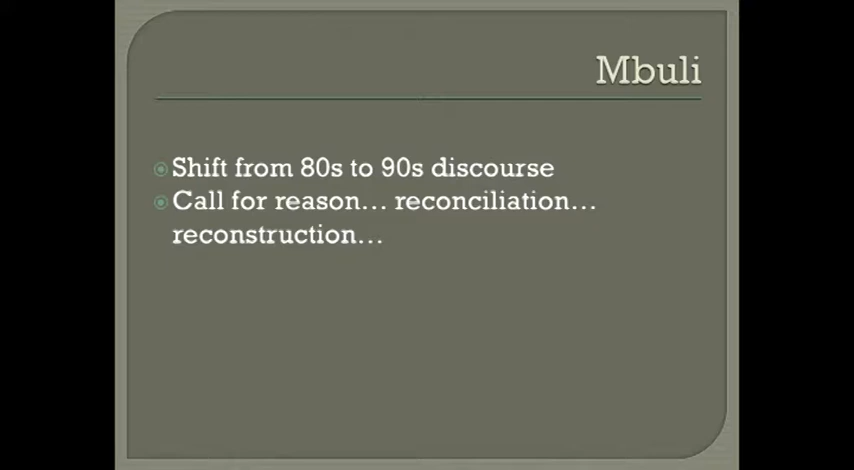 Mbuli
Shift from 80s to 90s discourse
Call for reason… reconciliation…
reconstruction…